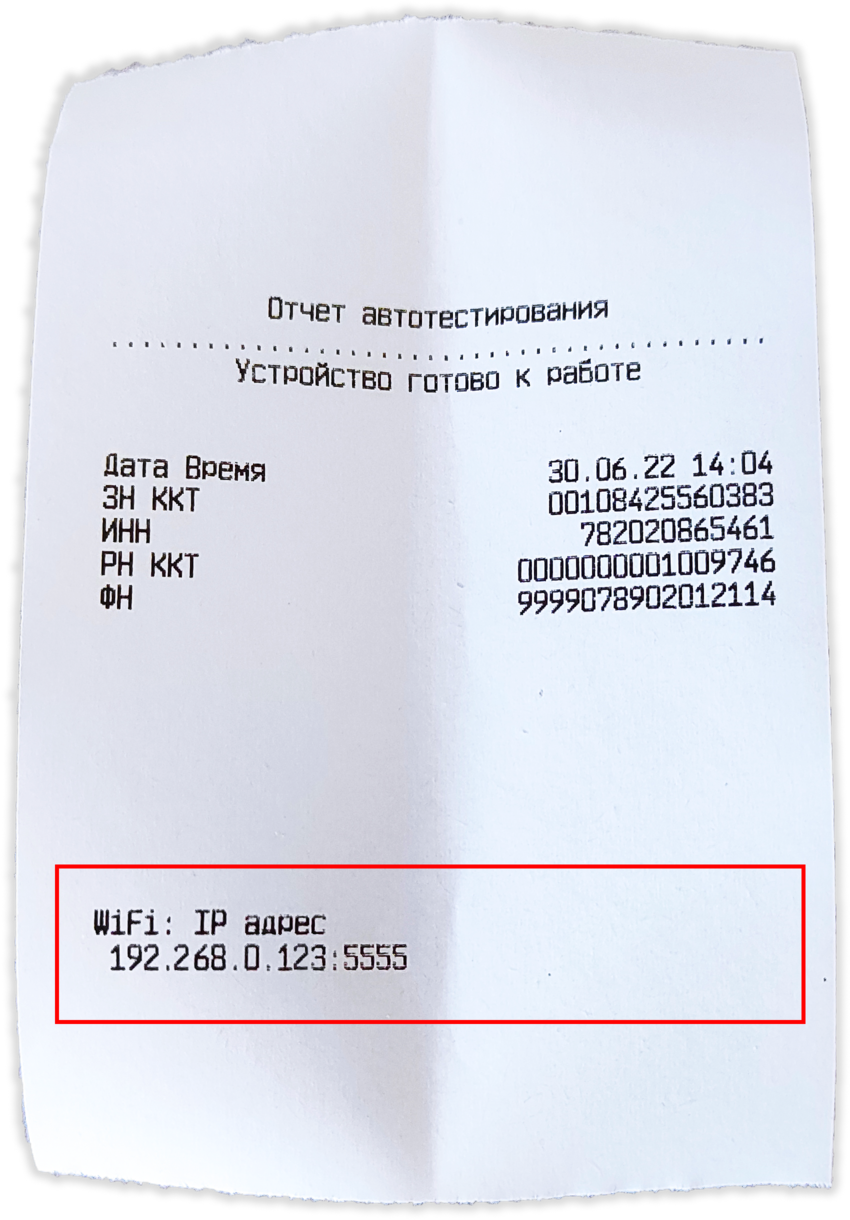 Отчет автотестирования
Устройство готово к работе
Дата Время 30.06.22 14:04
ЗН ККТ 00108425560383
ИНН 782020865461
РН ККТ 0000000001009746
ФН 9999078902012114
WiFi: IP адрес
192.268.0.123:5555